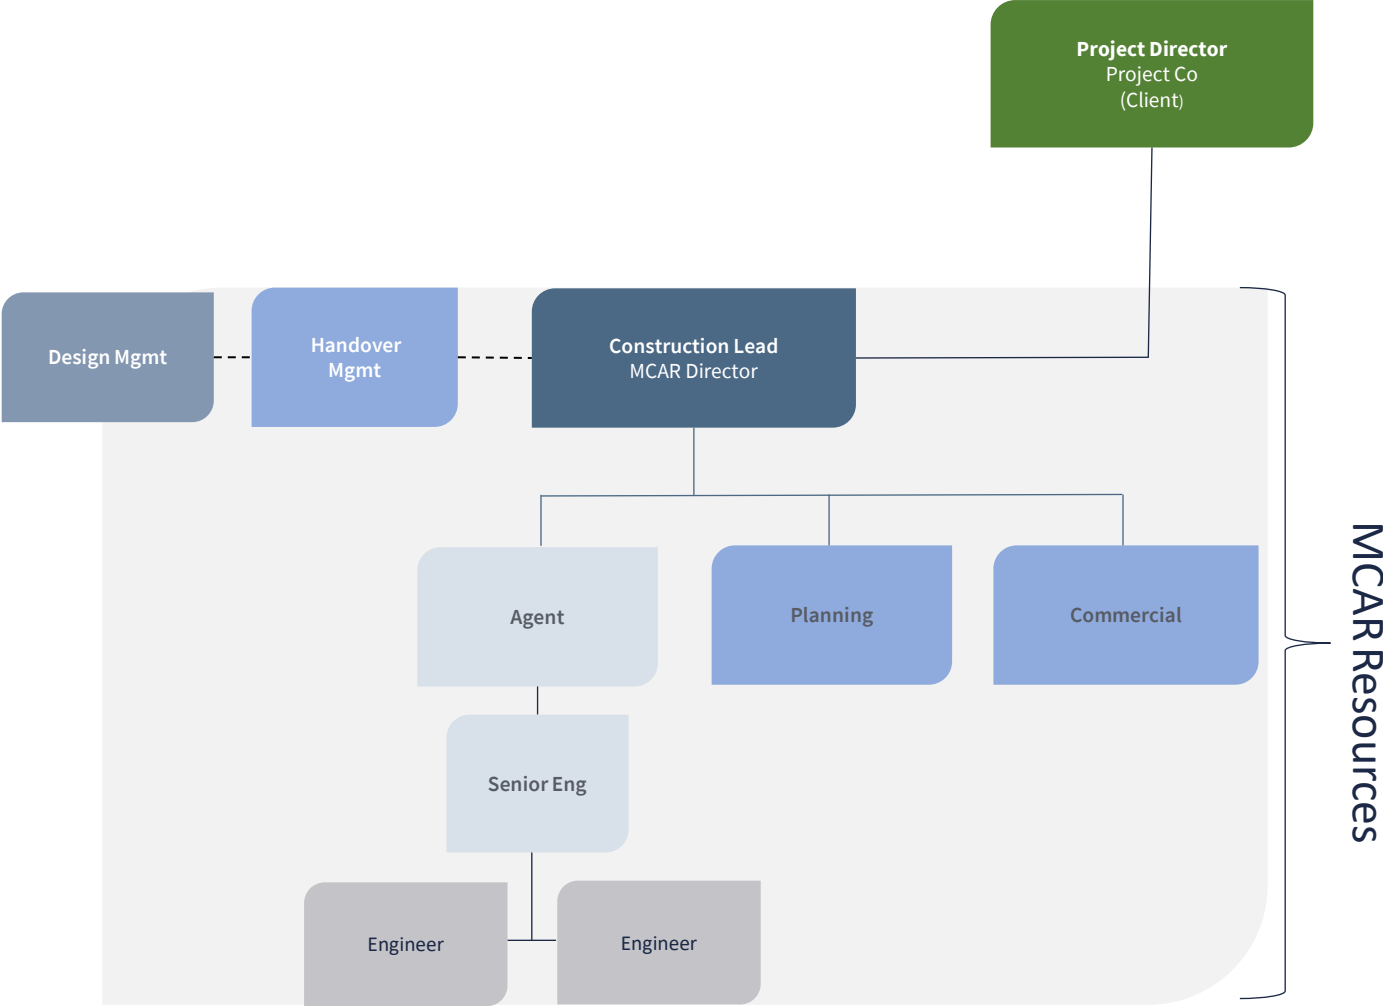 Project Director
Project Co
(Client)
Design Mgmt
Handover
Mgmt
Construction Lead
MCAR Director
Agent
Planning
Commercial
MCAR Resources
Senior Eng
Engineer
Engineer